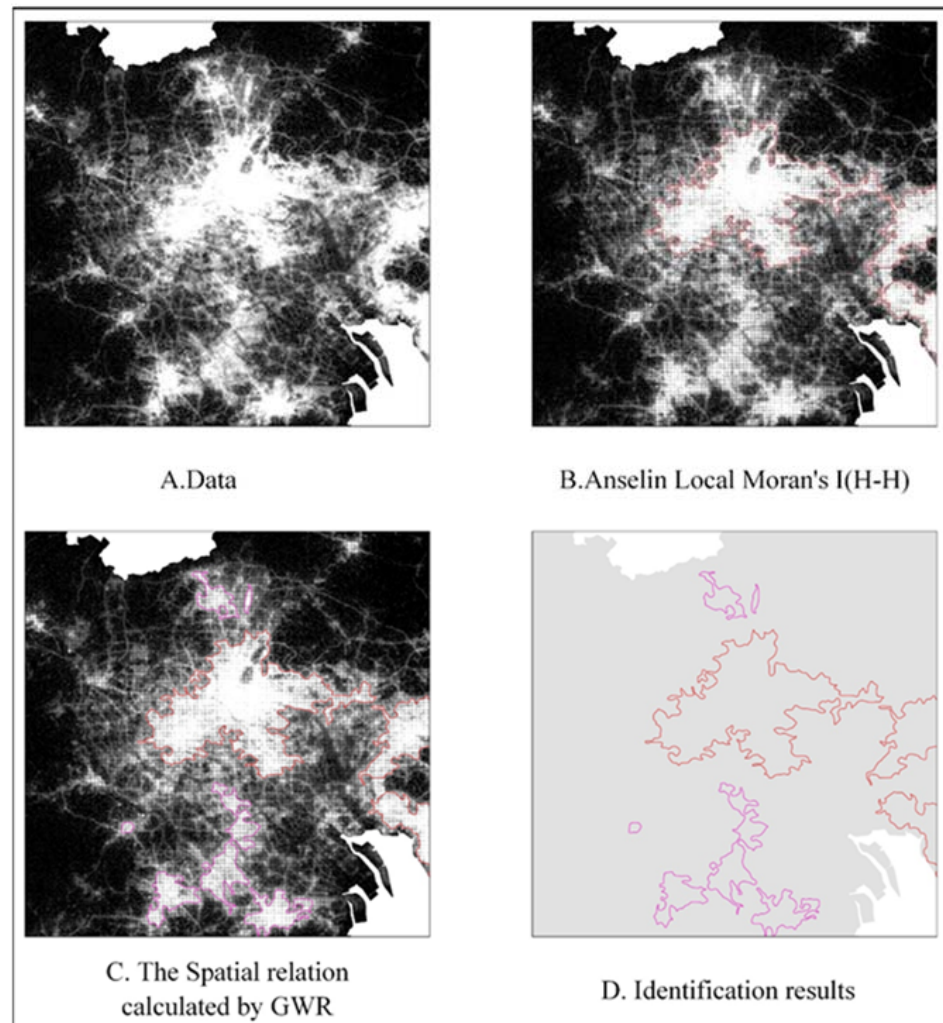 A.Data
B.Anselin Local Moran's I(H-H)
C. The Spatial relation
calculated by GWR
D. Identification results